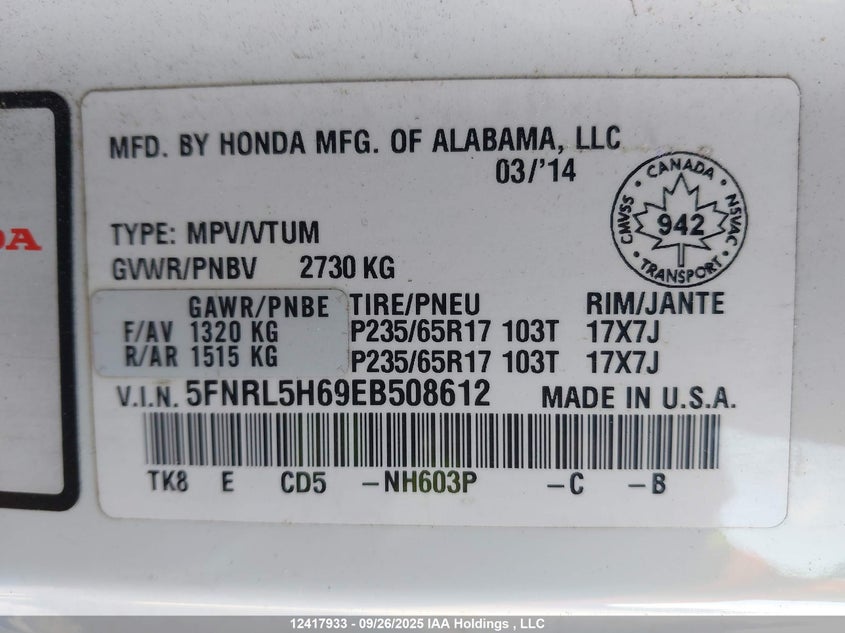 MFD. BY HONDA MFG. OF ALABAMA, LLC
03/'14
CANADA
CMVSS
942
NSVAC
TRANSPORT
DA
TYPE: MPV/VTUM
GVWR/PNBV 2730 KG
GAWR/PNBE TIRE/PNEU RIM/JANTE
F/AV 1320 KG P235/65R17 103T 17X7J
R/AR 1515 KG P235/65R17 103T 17X7J
V.I.N. 5FNRL5H69EB508612 MADE IN U.S.A.
TK8 E CD5 -NH603P -C -B
12417933 - 09/26/2025 IAA Holdings , LLC